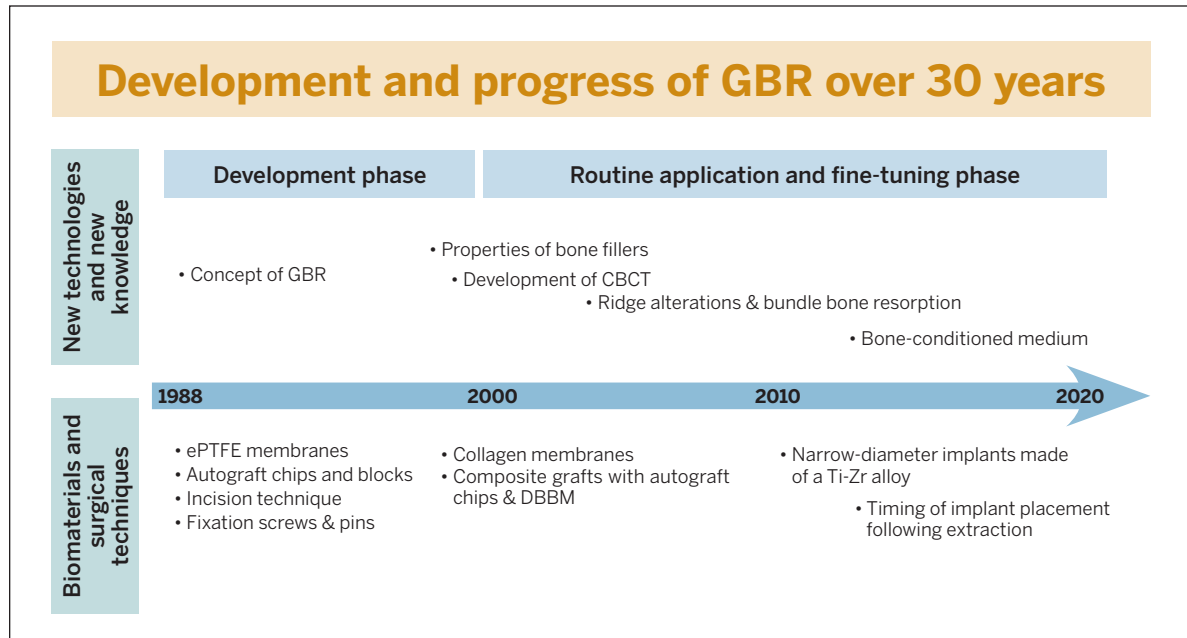 Development and progress of GBR over 30 years
New technologies
and new
knowledge
Development phase
Routine application and fine-tuning phase
• Concept of GBR
• Properties of bone fillers
• Development of CBCT
• Ridge alterations & bundle bone resorption
• Bone-conditioned medium
1988
2000
2010
2020
Biomaterials and
surgical
techniques
• ePTFE membranes
• Autograft chips and blocks
• Incision technique
• Fixation screws & pins
• Collagen membranes
• Composite grafts with autograft
chips & DBBM
• Narrow-diameter implants made
of a Ti-Zr alloy
• Timing of implant placement
following extraction